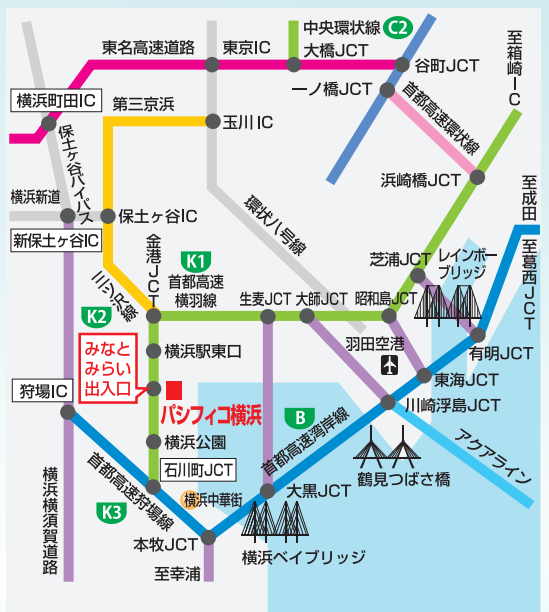 中央環状線 C2
東名高速道路
東京IC
大橋JCT
谷町JCT
至箱崎IC
横浜町田IC
第三京浜
一ノ橋JCT
首都高速環状線
玉川IC
保土ヶ谷バイパス
浜崎橋JCT
至成田
横浜新道
保土ヶ谷IC
環状八号線
至葛西JCT
新保土ヶ谷IC
金港JCT
K1
首都高速
横羽線
芝浦JCT
レインボー
ブリッジ
三ツ沢線
K2
生麦JCT
大師JCT
昭和島JCT
みなと
みらい
出入口
横浜駅東口
羽田空港
有明JCT
東海JCT
狩場IC
パシフィコ横浜
B
首都高速湾岸線
川崎浮島JCT
横浜公園
アクアライン
石川町JCT
首都高速狩場線
K3
横浜中華街
大黒JCT
鶴見つばさ橋
横浜横須賀道路
本牧JCT
横浜ベイブリッジ
至幸浦